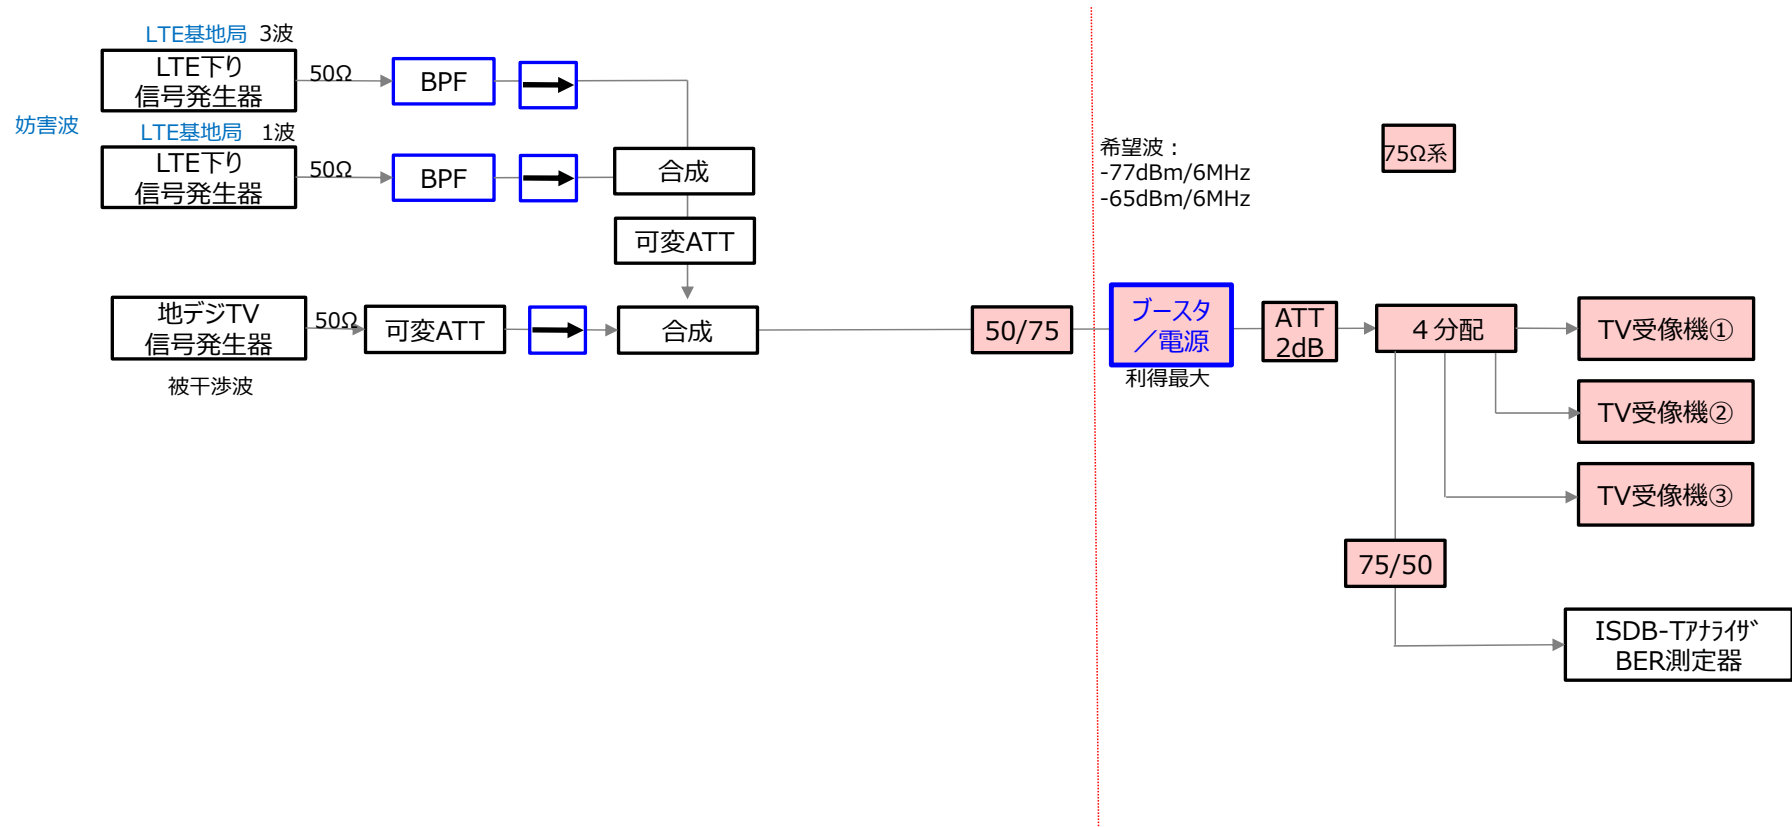 LTE基地局 3波
LTE下り
信号発生器
50Ω
BPF
妨害波
LTE基地局 1波
LTE下り
信号発生器
50Ω
BPF
合成
可変ATT
希望波：
-77dBm/6MHz
-65dBm/6MHz
75Ω系
地デジTV
信号発生器
50Ω
可変ATT
合成
50/75
ブースタ
／電源
ATT
2dB
４分配
TV受像機①
被干渉波
利得最大
TV受像機②
TV受像機③
75/50
ISDB-Tｱﾅﾗｲｻﾞ
BER測定器